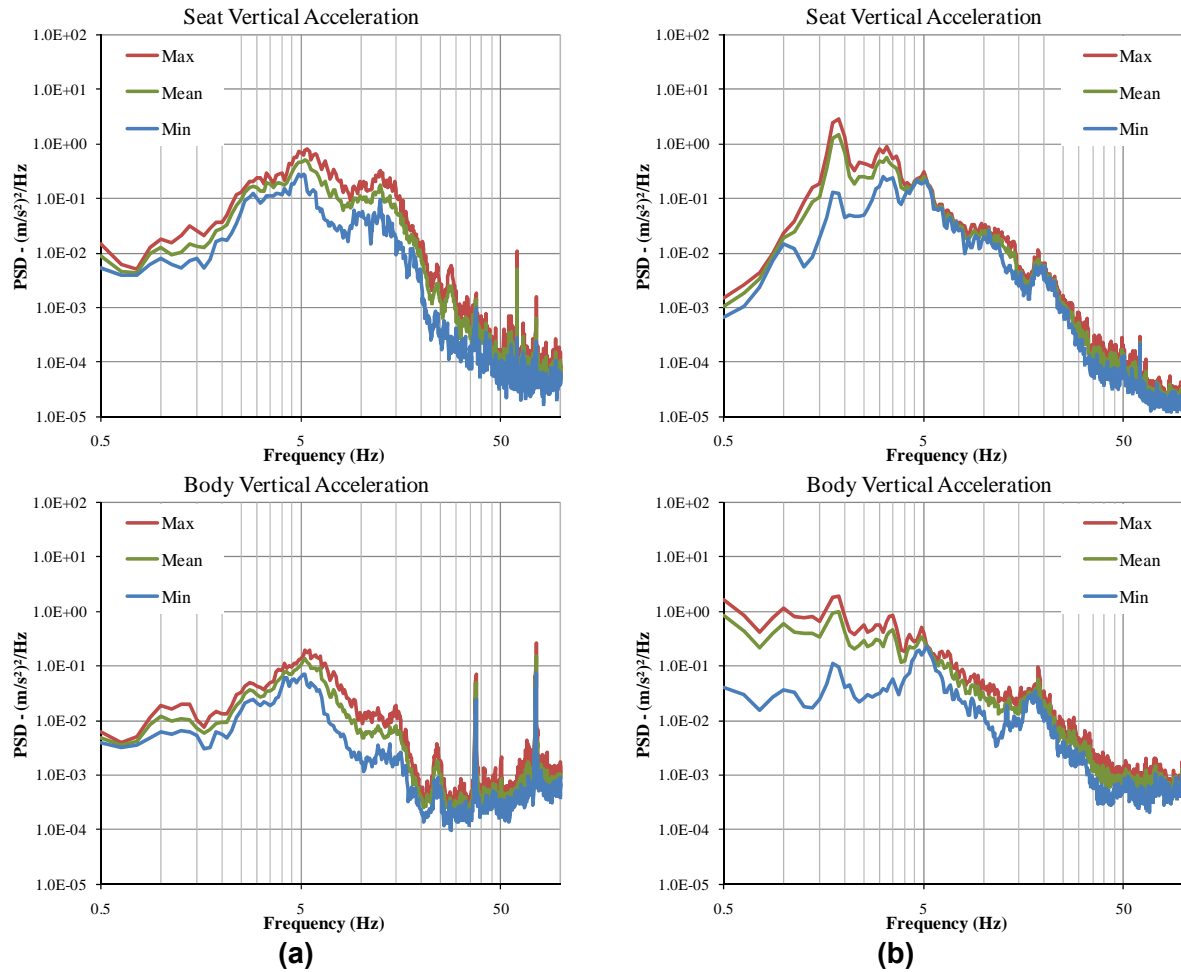 Seat Vertical Acceleration
1.0E+02
1.0E+01
1.0E+00
1.0E-01
1.0E-02
1.0E-03
1.0E-04
1.0E-05
PSD - (m/s²)²/Hz
Max
Mean
Min
0.5 5 50
Frequency (Hz)
Seat Vertical Acceleration
1.0E+02
1.0E+01
1.0E+00
1.0E-01
1.0E-02
1.0E-03
1.0E-04
1.0E-05
PSD - (m/s²)²/Hz
Max
Mean
Min
0.5 5 50
Frequency (Hz)
Body Vertical Acceleration
1.0E+02
1.0E+01
1.0E+00
1.0E-01
1.0E-02
1.0E-03
1.0E-04
1.0E-05
PSD - (m/s²)²/Hz
Max
Mean
Min
0.5 5 50
Frequency (Hz)
(a)
Body Vertical Acceleration
1.0E+02
1.0E+01
1.0E+00
1.0E-01
1.0E-02
1.0E-03
1.0E-04
1.0E-05
PSD - (m/s²)²/Hz
Max
Mean
Min
0.5 5 50
Frequency (Hz)
(b)